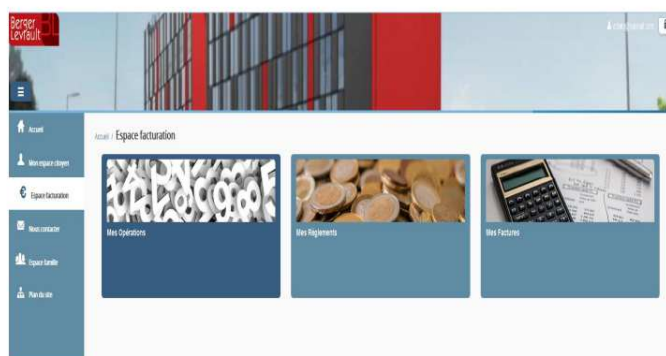 Berger
Levrault
Accueil
Mon espace citoyen
Espace facturation
Nous contacter
Espace famille
Plan du site
Accueil / Espace facturation
Mes Opérations
Mes Règlements
Mes Factures